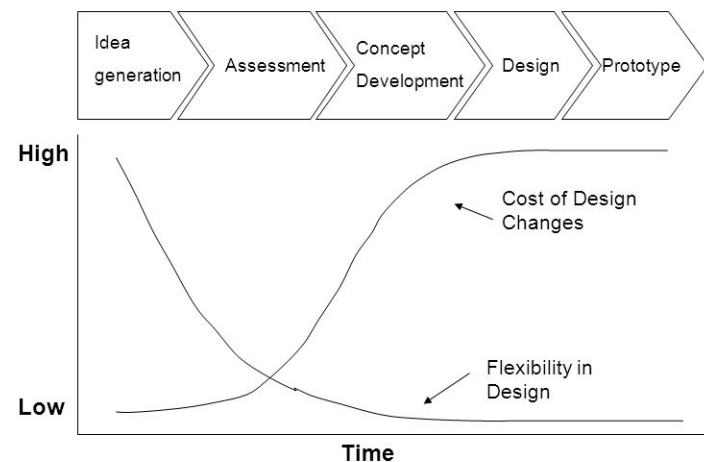 Idea
generation
Assessment
Concept
Development
Design
Prototype
High
Cost of Design
Changes
Flexibility in
Design
Low
Time